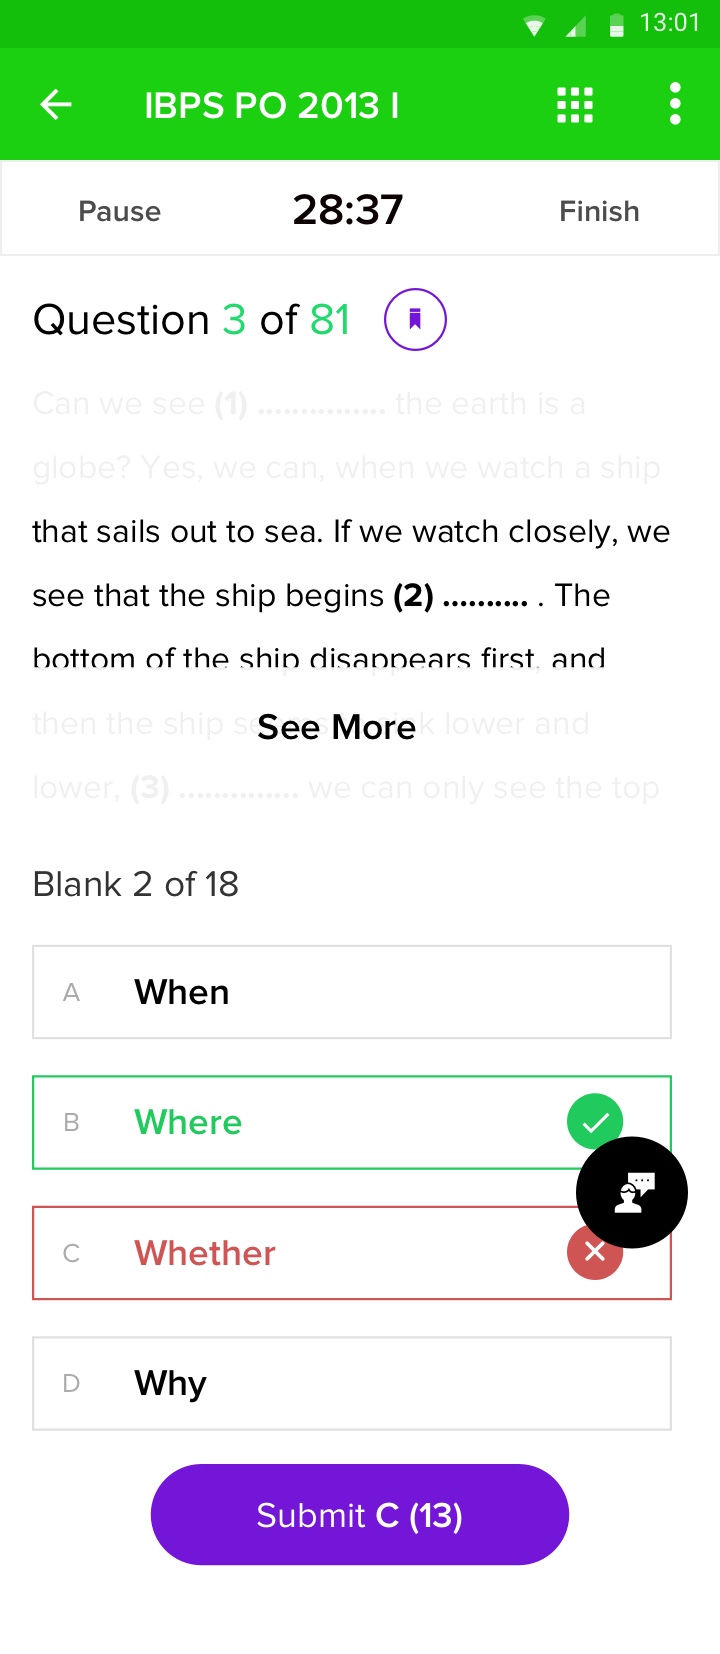 13:01
IBPS PO 2013 I
Pause 28:37 Finish
Question 3 of 81
Can we see (1) ............... the earth is a
globe? Yes, we can, when we watch a ship
that sails out to sea. If we watch closely, we
see that the ship begins (2) .......... . The
bottom of the ship disappears first, and
then the ship lower and
See More
lower, (3) .............. we can only see the top
Blank 2 of 18
A When
B Where
C Whether
D Why
Submit C (13)